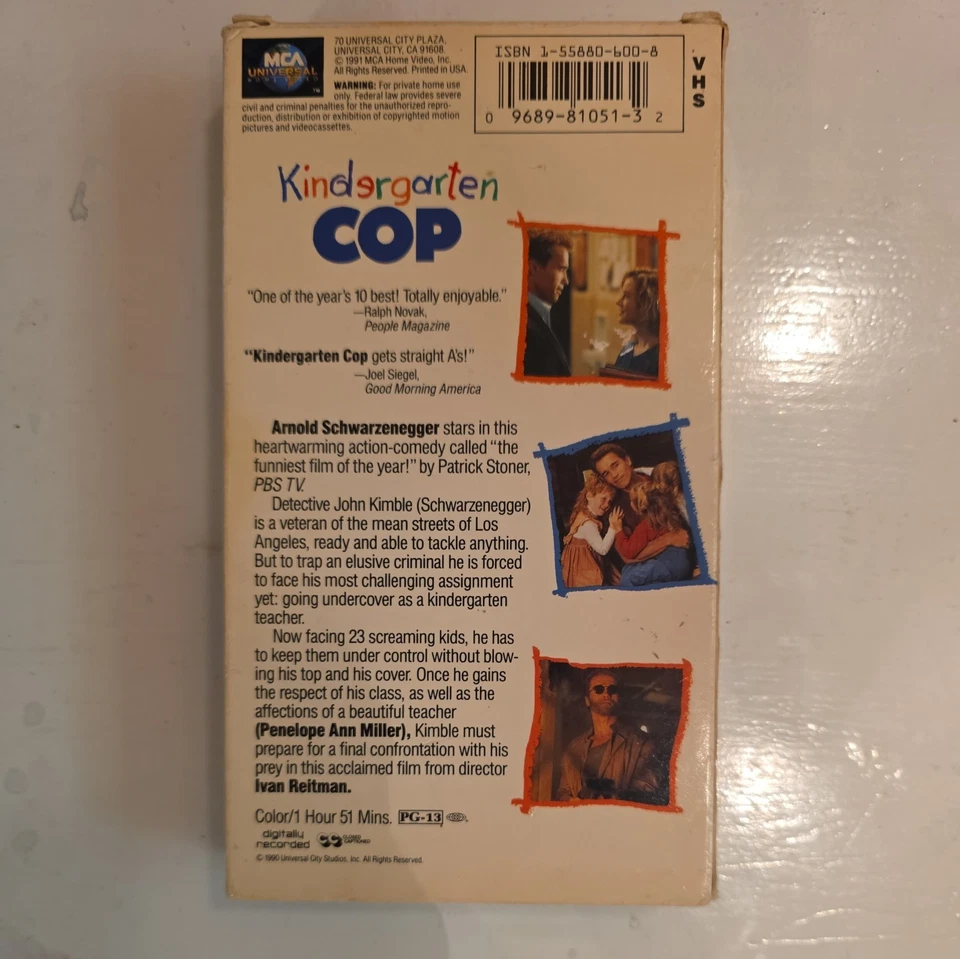 MCA
UNIVERSAL
HOME VIDEO
™
70 UNIVERSAL CITY PLAZA,
UNIVERSAL CITY, CA 91608.
© 1991 MCA Home Video, Inc.
All Rights Reserved. Printed in USA.
WARNING: For private home use
only. Federal law provides severe
civil and criminal penalties for the unauthorized repro-
duction, distribution or exhibition of copyrighted motion
pictures and videocassettes.
ISBN 1-55880-600-8
0 9689-81051-3 2
VHS
Kindergarten
COP
“One of the year’s 10 best! Totally enjoyable.”
—Ralph Novak,
People Magazine
“Kindergarten Cop gets straight A’s!”
—Joel Siegel,
Good Morning America
Arnold Schwarzenegger stars in this
heartwarming action-comedy called “the
funniest film of the year!” by Patrick Stoner,
PBS TV.
Detective John Kimble (Schwarzenegger)
is a veteran of the mean streets of Los
Angeles, ready and able to tackle anything.
But to trap an elusive criminal he is forced
to face his most challenging assignment
yet: going undercover as a kindergarten
teacher.
Now facing 23 screaming kids, he has
to keep them under control without blow-
ing his top and his cover. Once he gains
the respect of his class, as well as the
affections of a beautiful teacher
(Penelope Ann Miller), Kimble must
prepare for a final confrontation with his
prey in this acclaimed film from director
Ivan Reitman.
Color/1 Hour 51 Mins. PG-13
digitally
recorded
CC CLOSED
CAPTIONED
© 1990 Universal City Studios, Inc. All Rights Reserved.